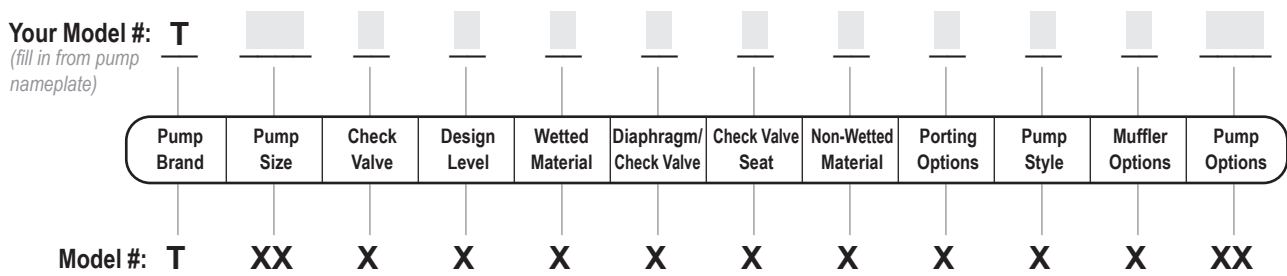 Your Model #: T
(fill in from pump
nameplate)
Pump Pump Check Design Wetted Diaphragm/ Check Valve Non-Wetted Porting Pump Muffler Pump
Brand Size Valve Level Material Check Valve Seat Material Options Style Options Options
Model #: T XX X X X X X X X X X XX